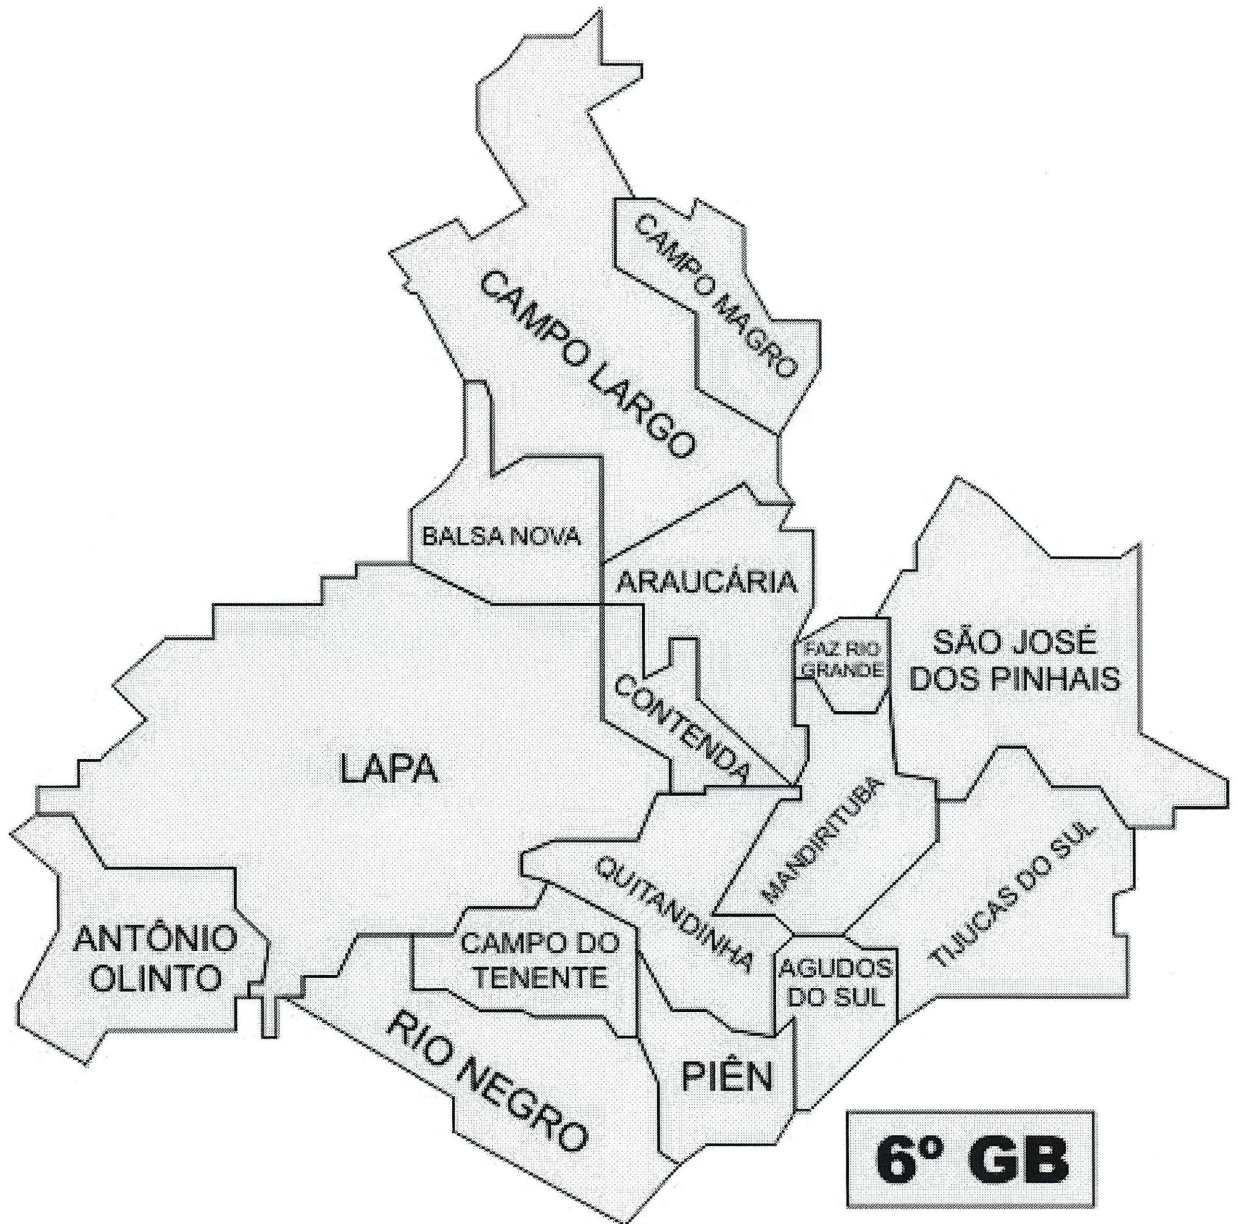 CAMPO MAGRO
CAMPO LARGO
BALSA NOVA
ARAUCÁRIA
FAZ RIO
GRANDE
SÃO JOSÉ
DOS PINHAIS
CONTENDA
LAPA
MANDIRITUBA
QUITANDINHA
TIJUCAS DO SUL
ANTÔNIO
OLINTO
CAMPO DO
TENENTE
AGUDOS
DO SUL
RIO NEGRO
PIÊN
6º GB